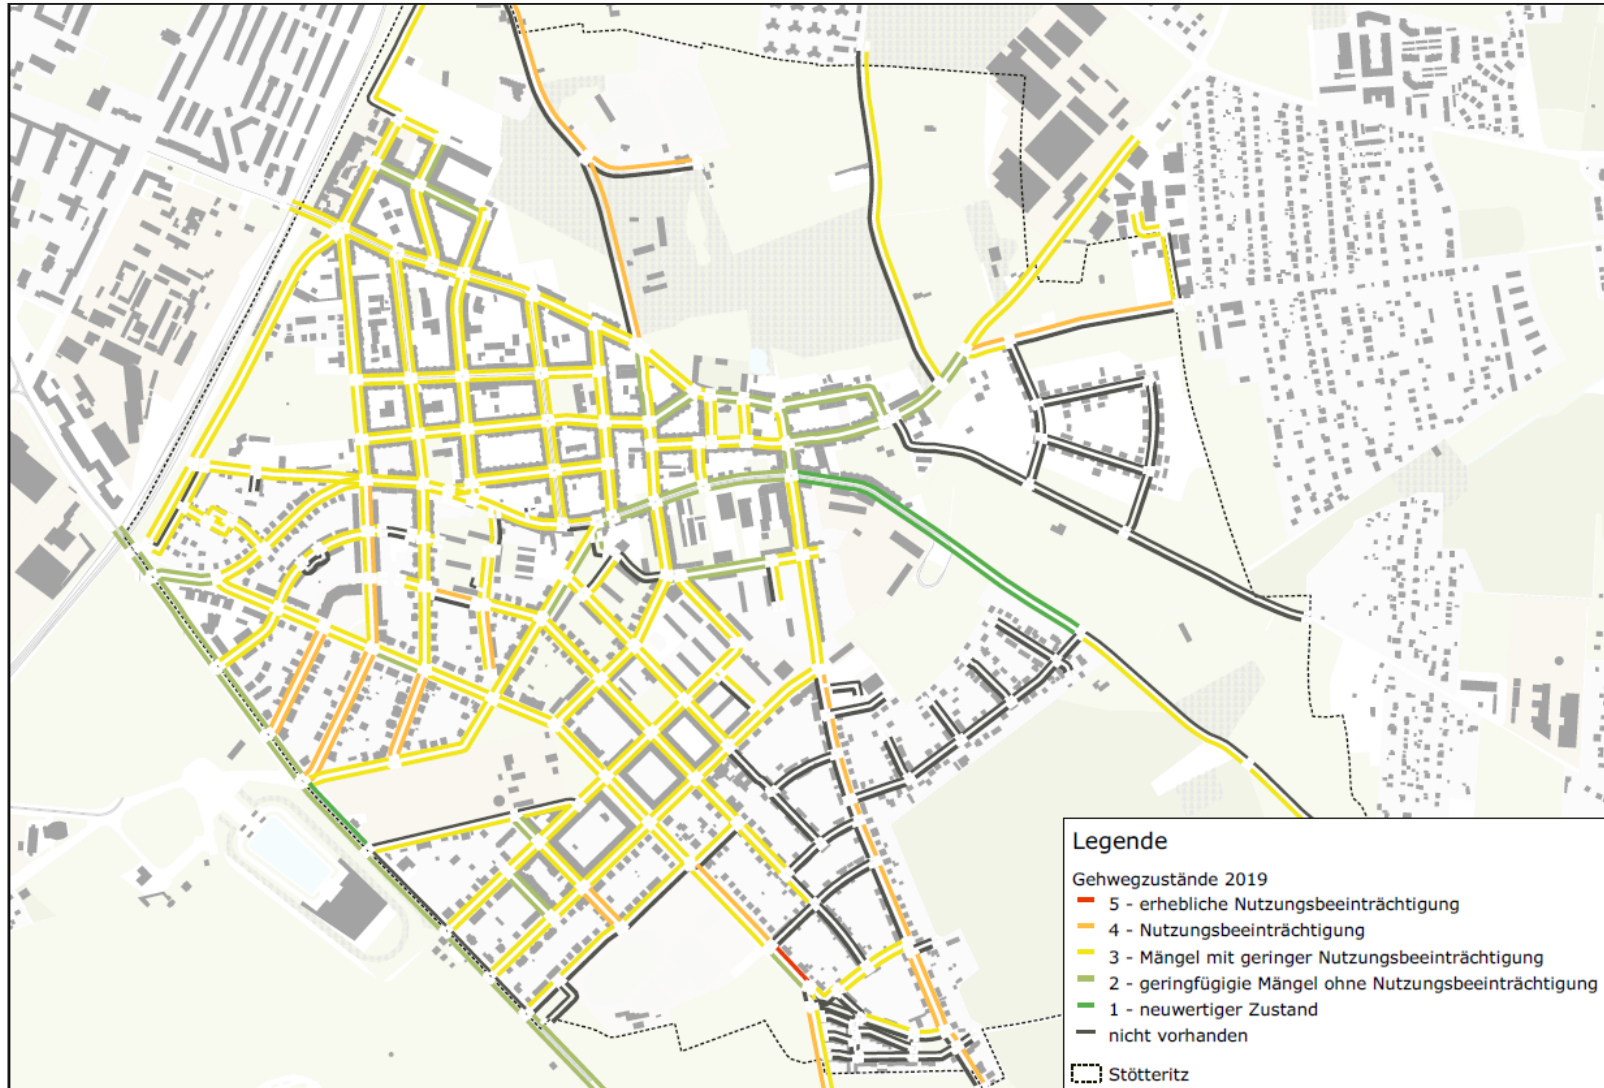 Legende
Gehwegzustände 2019
5 - erhebliche Nutzungsbeeinträchtigung
4 - Nutzungsbeeinträchtigung
3 - Mängel mit geringer Nutzungsbeeinträchtigung
2 - geringfügigie Mängel ohne Nutzungsbeeinträchtigung
1 - neuwertiger Zustand
nicht vorhanden
Stötteritz